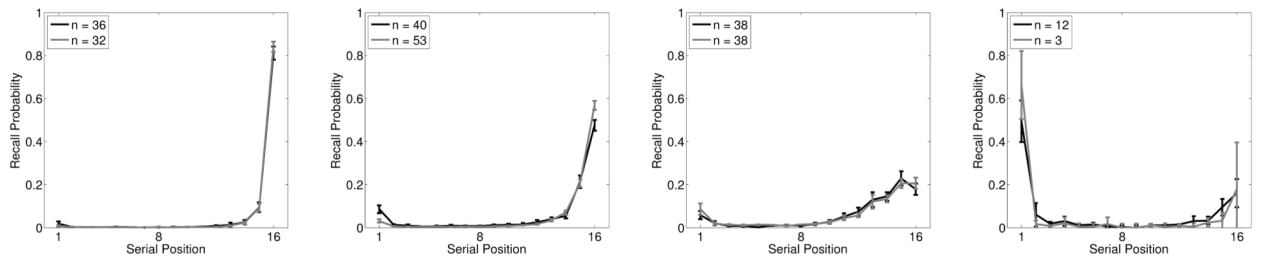 1
0.8
0.6
0.4
0.2
0
Recall Probability
n = 36
n = 32
1 8 16
Serial Position
1
0.8
0.6
0.4
0.2
0
Recall Probability
n = 40
n = 53
1 8 16
Serial Position
1
0.8
0.6
0.4
0.2
0
Recall Probability
n = 38
n = 38
1 8 16
Serial Position
1
0.8
0.6
0.4
0.2
0
Recall Probability
n = 12
n = 3
1 8 16
Serial Position